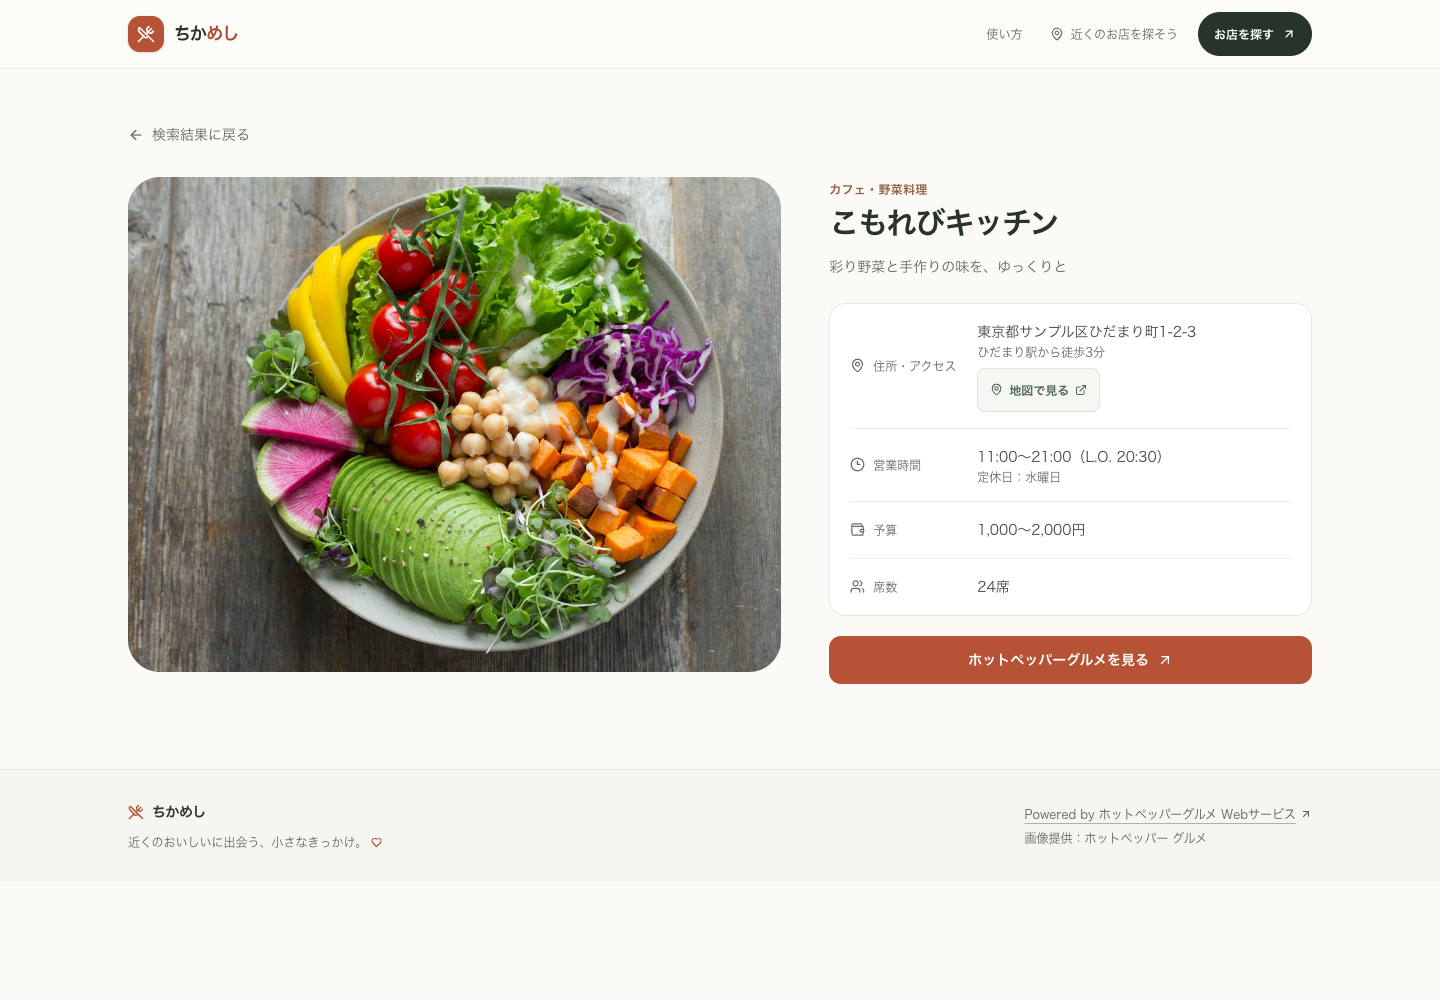 ちかめし
使い方
近くのお店を探そう
お店を探す
検索結果に戻る
カフェ・野菜料理
こもれびキッチン
彩り野菜と手作りの味を、ゆっくりと
住所・アクセス
東京都サンプル区ひだまり町1-2-3
ひだまり駅から徒歩3分
地図で見る
営業時間
11:00〜21:00（L.O. 20:30）
定休日：水曜日
予算
1,000〜2,000円
席数
24席
ホットペッパーグルメを見る
ちかめし
近くのおいしいに出会う、小さなきっかけ。
Powered by ホットペッパーグルメ Webサービス
画像提供：ホットペッパー グルメ